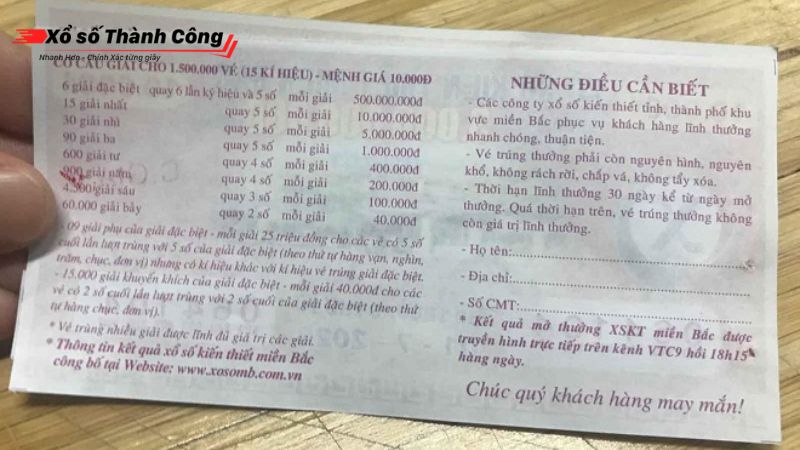 Xổ số Thành Công
Nhanh Hơn - Chính Xác từng giây
CƠ CẤU GIẢI CHO 1.500.000 VÉ (15 KÍ HIỆU) - MỆNH GIÁ 10.000Đ
6 giải đặc biệt quay 6 lần ký hiệu và 5 số mỗi giải 500.000.000đ
15 giải nhất quay 5 số mỗi giải 10.000.000đ
30 giải nhì quay 5 số mỗi giải 5.000.000đ
90 giải ba quay 5 số mỗi giải 1.000.000đ
600 giải tư quay 4 số mỗi giải 400.000đ
900 giải năm quay 4 số mỗi giải 200.000đ
4.500 giải sáu quay 3 số mỗi giải 100.000đ
60.000 giải bảy quay 2 số mỗi giải 40.000đ
- 09 giải phụ của giải đặc biệt - mỗi giải 25 triệu đồng cho các vé có 5 số
cuối lần lượt trùng với 5 số của giải đặc biệt (theo thứ tự hàng vạn, nghìn,
trăm, chục, đơn vị) nhưng có kí hiệu khác với kí hiệu vé trúng giải đặc biệt.
- 15.000 giải khuyến khích của giải đặc biệt - mỗi giải 40.000đ cho các
vé có 2 số cuối lần lượt trùng với 2 số cuối của giải đặc biệt (theo thứ
tự hàng chục, đơn vị).
* Vé trúng nhiều giải được lĩnh đủ giá trị các giải.
* Thông tin kết quả xổ số kiến thiết miền Bắc
công bố tại Website: www.xosomb.com.vn
NHỮNG ĐIỀU CẦN BIẾT
- Các công ty xổ số kiến thiết tỉnh, thành phố khu
vực miền Bắc phục vụ khách hàng lĩnh thưởng
nhanh chóng, thuận tiện.
- Vé trúng thưởng phải còn nguyên hình, nguyên
khổ, không rách rời, chấp vá, không tẩy xóa.
- Thời hạn lĩnh thưởng 30 ngày kể từ ngày mở
thưởng. Quá thời hạn trên, vé trúng thưởng không
còn giá trị lĩnh thưởng.
- Họ tên:
- Địa chỉ:
- Số CMT:
* Kết quả mở thưởng XSKT miền Bắc được
truyền hình trực tiếp trên kênh VTC9 hồi 18h15'
hàng ngày.
Chúc quý khách hàng may mắn!